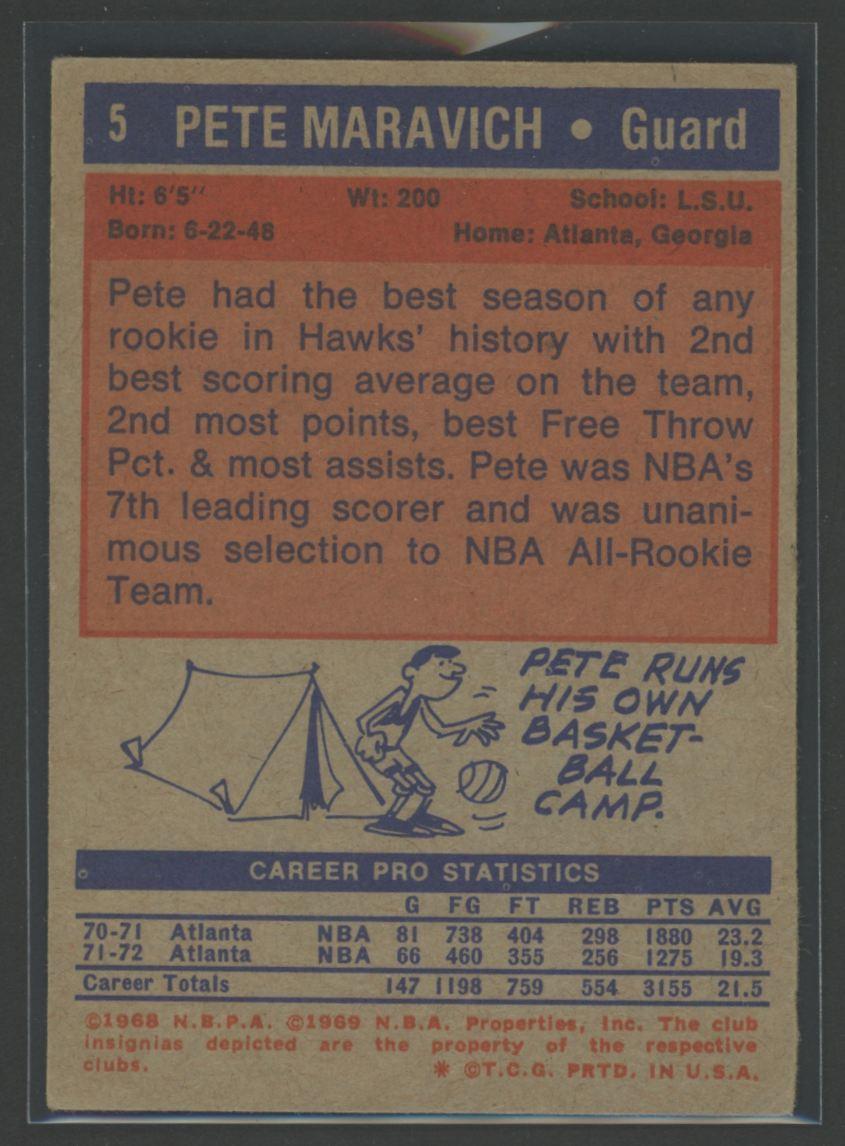 5 PETE MARAVICH • Guard
Ht: 6'5" Wt: 200 School: L.S.U.
Born: 6-22-48 Home: Atlanta, Georgia
Pete had the best season of any
rookie in Hawks' history with 2nd
best scoring average on the team,
2nd most points, best Free Throw
Pct. & most assists. Pete was NBA's
7th leading scorer and was unani-
mous selection to NBA All-Rookie
Team.
PETE RUNS
HIS OWN
BASKET-
BALL
CAMP.
CAREER PRO STATISTICS
G FG FT REB PTS AVG
70-71 Atlanta NBA 81 738 404 298 1880 23.2
71-72 Atlanta NBA 66 460 355 256 1275 19.3
Career Totals 147 1198 759 554 3155 21.5
©1968 N.B.P.A. ©1969 N.B.A. Properties, Inc. The club
insignias depicted are the property of the respective
clubs. * ©T.C.G. PRTD. IN U.S.A.